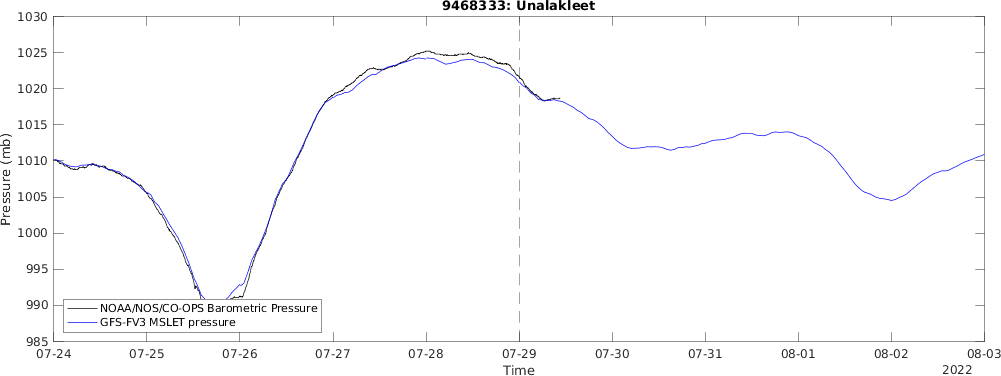 9468333: Unalakleet
1030
1025
1020
1015
1010
1005
1000
995
990
985
Pressure (mb)
NOAA/NOS/CO-OPS Barometric Pressure
GFS-FV3 MSLET pressure
07-24 07-25 07-26 07-27 07-28 07-29 07-30 07-31 08-01 08-02 08-03
Time
2022